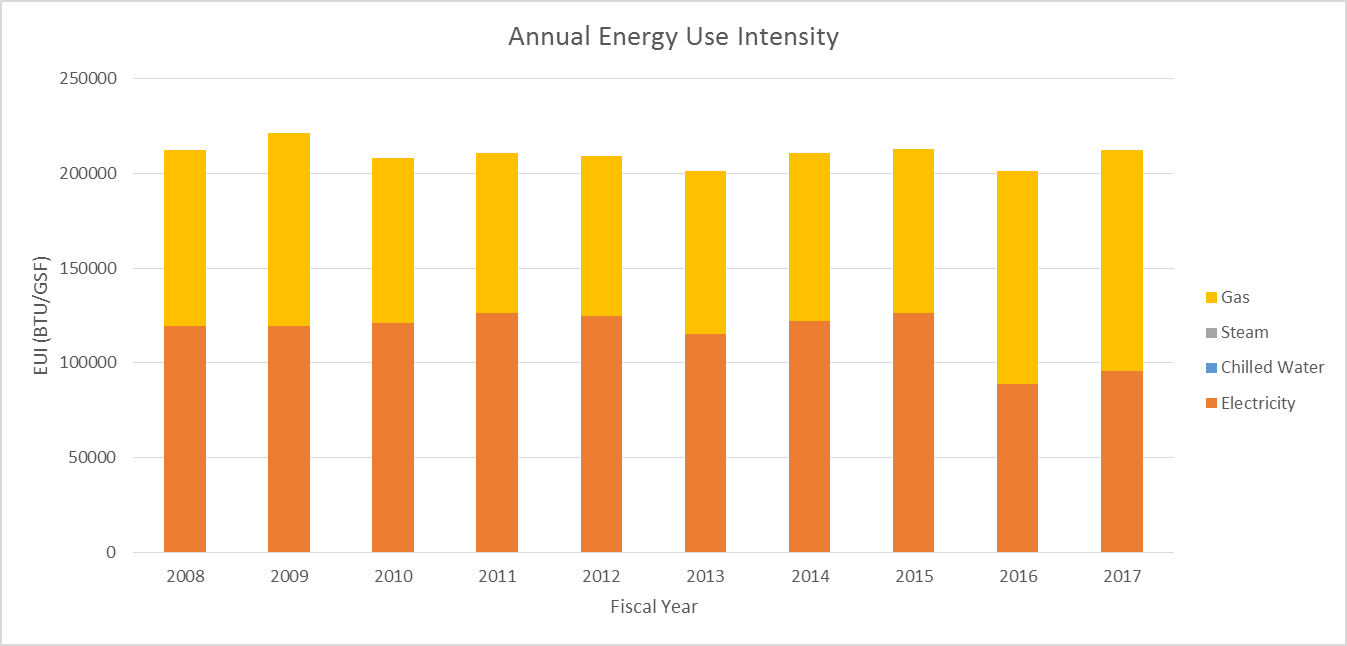 Annual Energy Use Intensity
250000
200000
150000
100000
50000
0
EUI (BTU/GSF)
2008 2009 2010 2011 2012 2013 2014 2015 2016 2017
Fiscal Year
Gas
Steam
Chilled Water
Electricity